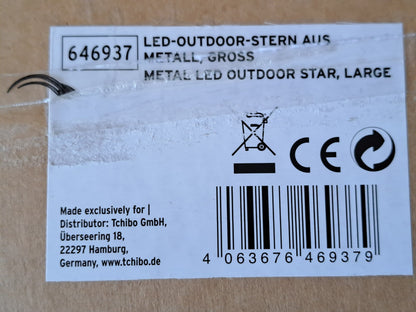 646937
LED-OUTDOOR-STERN AUS
METALL, GROSS
METAL LED OUTDOOR STAR, LARGE
CE
Made exclusively for |
Distributor: Tchibo GmbH,
Überseering 18,
22297 Hamburg,
Germany, www.tchibo.de
4 063676 469379